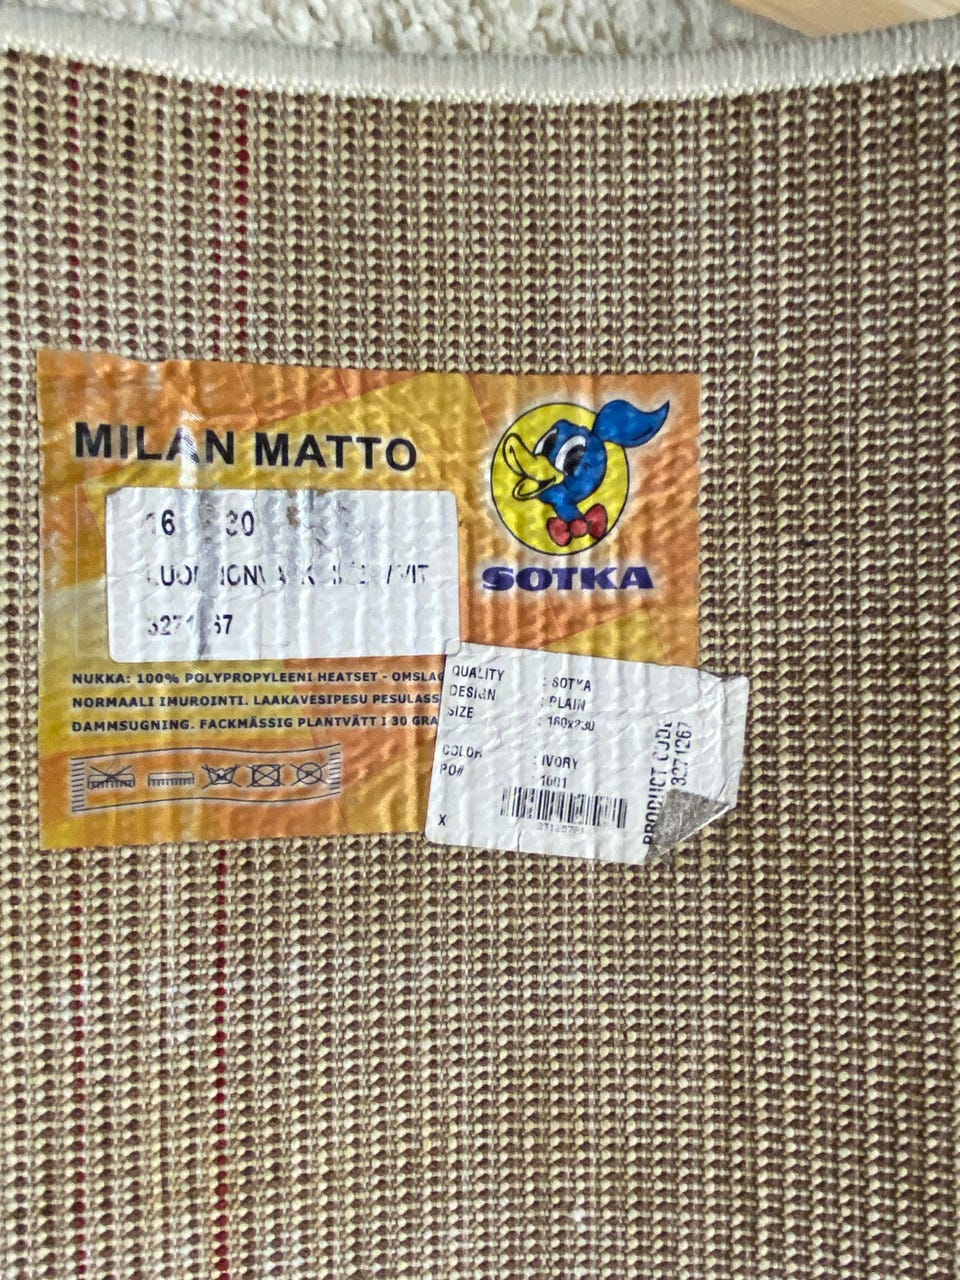 MILAN MATTO
SOTKA
NUKKA: 100% POLYPROPYLEENI HEATSET - OMSLAG
NORMAALI IMUROINTI. LAAKAVESIPESU PESULASS
DAMMSUGNING. FACKMÄSSIG PLANTVÄTT I 30 GRA
QUALITY : SOTKA
DESIGN : PLAIN
SIZE : 160x230
COLOR : IVORY
PO# : 1001
X
PRODUCT CODE
3271267